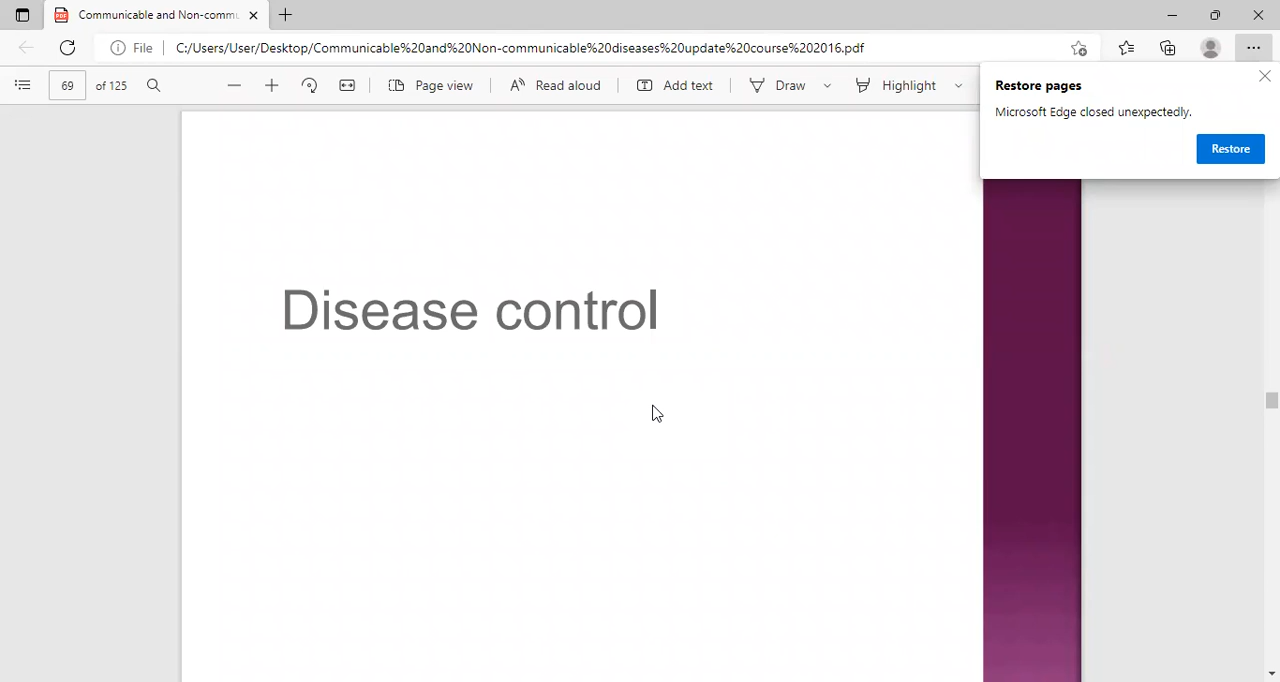 Communicable and Non-commu
File
C:/Users/User/Desktop/Communicable%20and%20Non-communicable%20diseases%20update%20course%202016.pdf
69 of 125
Page view
Read aloud
Add text
Draw
Highlight
Restore pages
Microsoft Edge closed unexpectedly.
Restore
Disease control